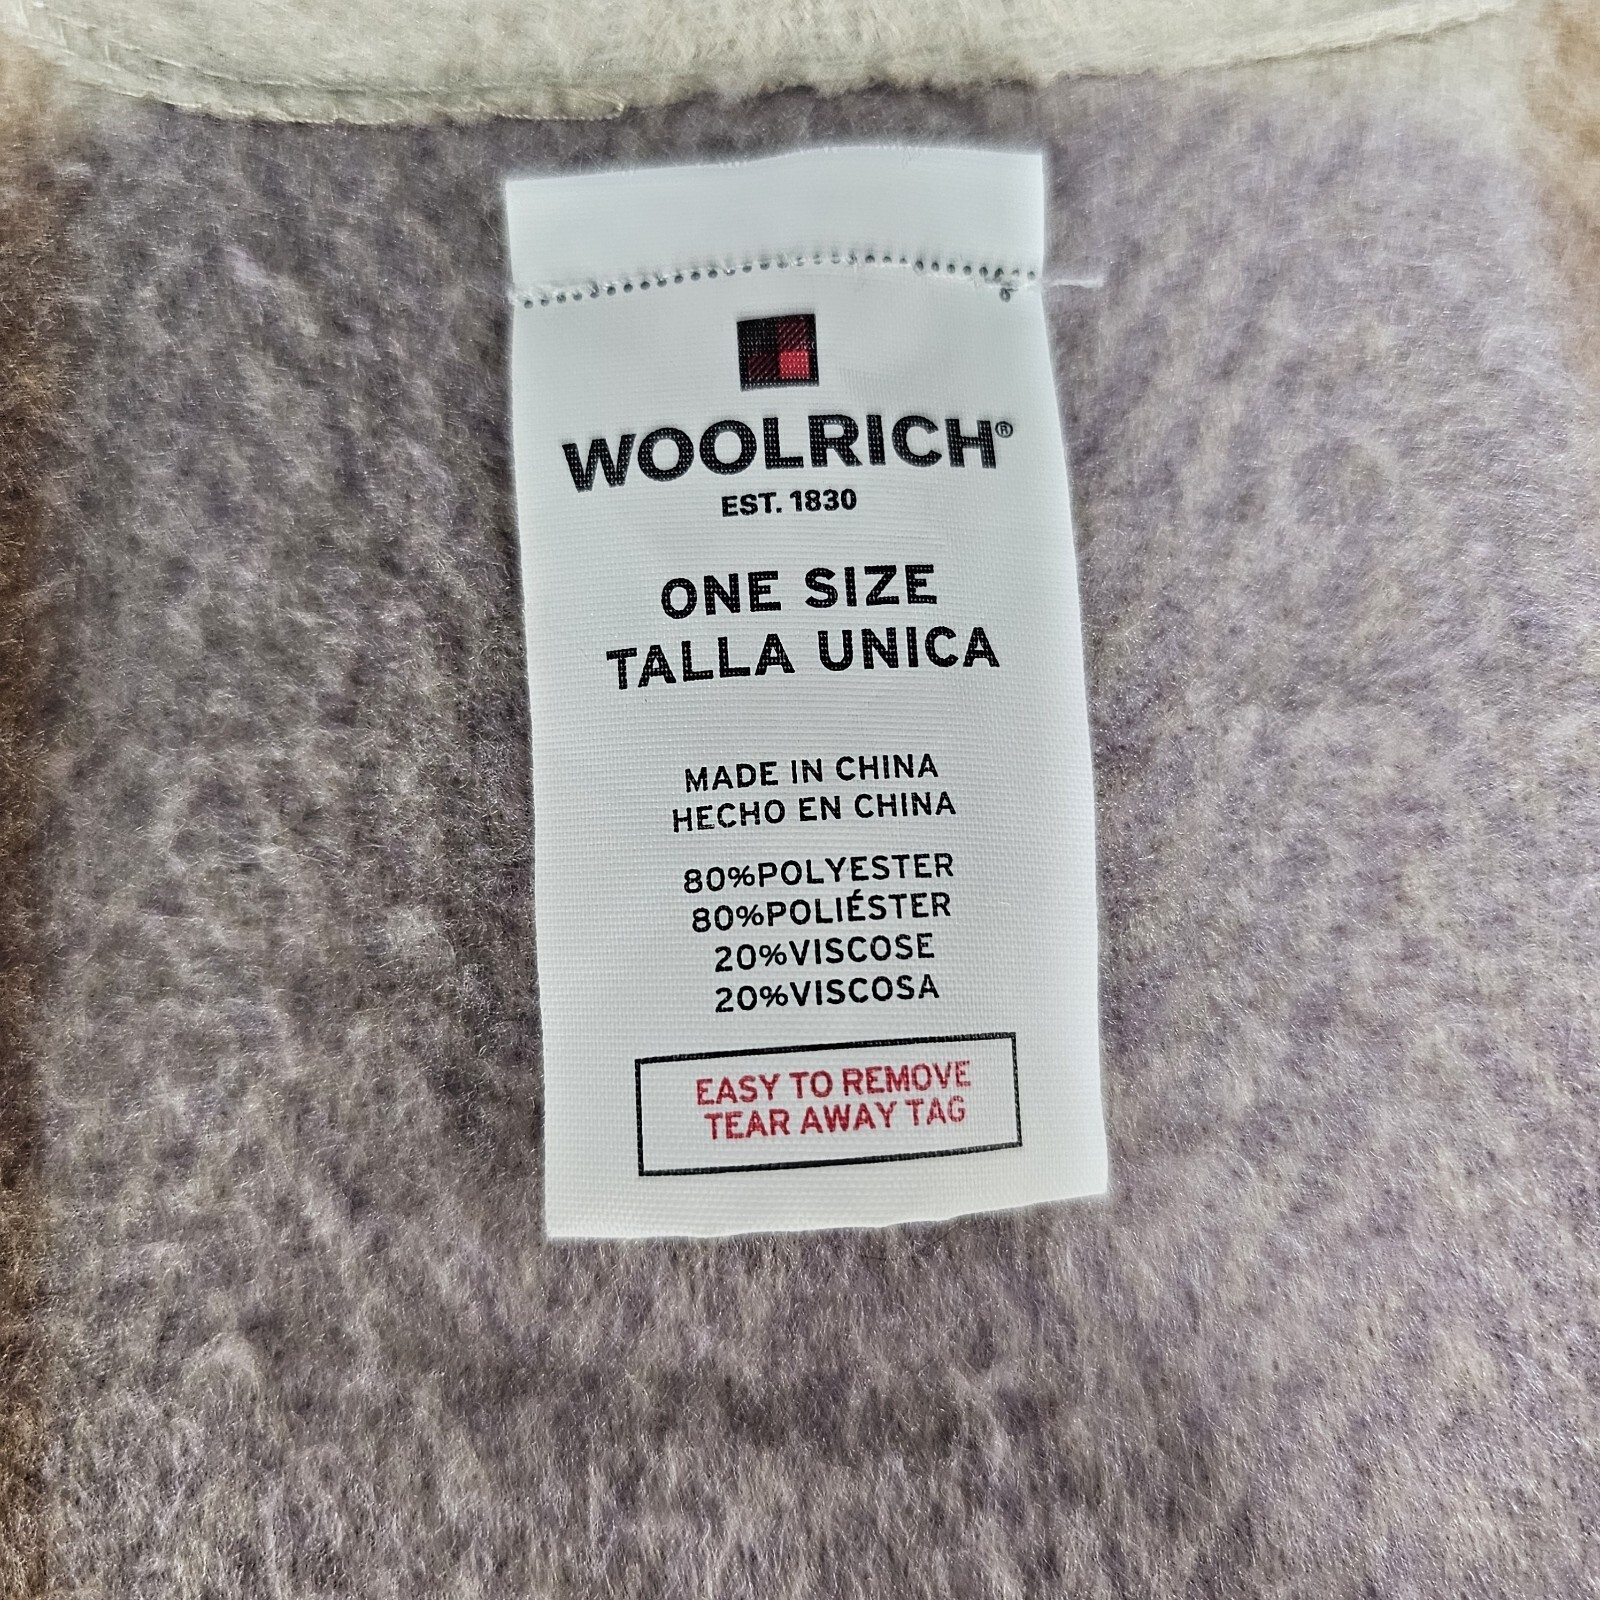 WOOLRICH®
EST. 1830
ONE SIZE
TALLA UNICA
MADE IN CHINA
HECHO EN CHINA
80%POLYESTER
80%POLIÉSTER
20%VISCOSE
20%VISCOSA
EASY TO REMOVE
TEAR AWAY TAG